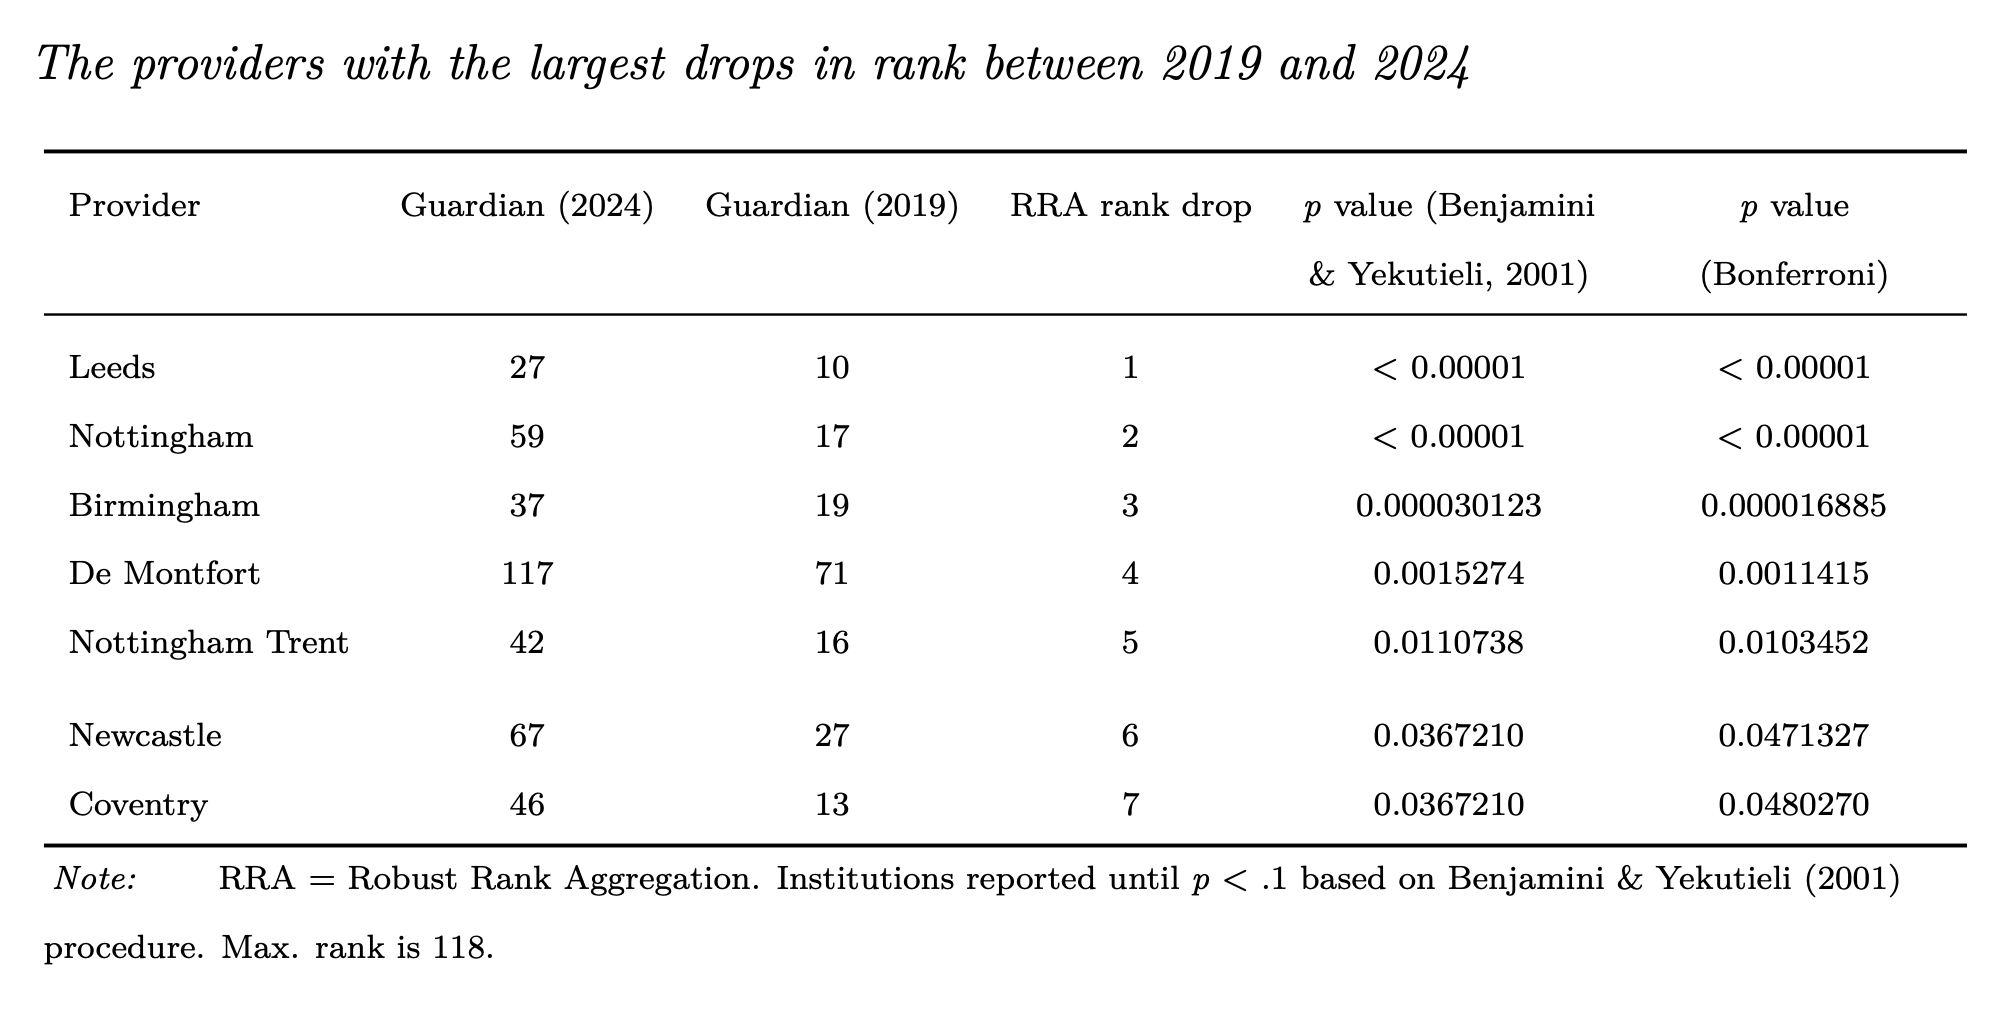 The providers with the largest drops in rank between 2019 and 2024
Provider Guardian (2024) Guardian (2019) RRA rank drop p value (Benjamini p value
& Yekutieli, 2001) (Bonferroni)
Leeds 27 10 1 < 0.00001 < 0.00001
Nottingham 59 17 2 < 0.00001 < 0.00001
Birmingham 37 19 3 0.000030123 0.000016885
De Montfort 117 71 4 0.0015274 0.0011415
Nottingham Trent 42 16 5 0.0110738 0.0103452
Newcastle 67 27 6 0.0367210 0.0471327
Coventry 46 13 7 0.0367210 0.0480270
Note: RRA = Robust Rank Aggregation. Institutions reported until p < .1 based on Benjamini & Yekutieli (2001)
procedure. Max. rank is 118.